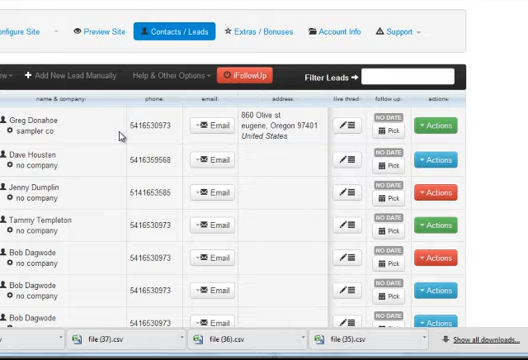 onfigure Site
Preview Site
Contacts / Leads
Extras / Bonuses
Account Info
Support
Add New Lead Manually
Help & Other Options
iFollowUp
Filter Leads
name & company:
phone:
email:
address:
live thred:
follow up:
actions:
Greg Donahoe
sampler co
5416530973
Email
860 Olive st
eugene, Oregon 97401
United States
NO DATE
Pick
Actions
Dave Housten
no company
5416359568
Email
NO DATE
Pick
Actions
Jenny Dumplin
no company
5141653585
Email
NO DATE
Pick
Actions
Tammy Templeton
no company
5416530973
Email
NO DATE
Pick
Actions
Bob Dagwode
no company
5416530973
Email
NO DATE
Pick
Actions
Bob Dagwode
no company
5416530973
Email
NO DATE
Pick
Actions
Bob Dagwode
no company
5416530973
Email
NO DATE
Actions
file (37).csv
file (36).csv
file (35).csv
Show all downloads...